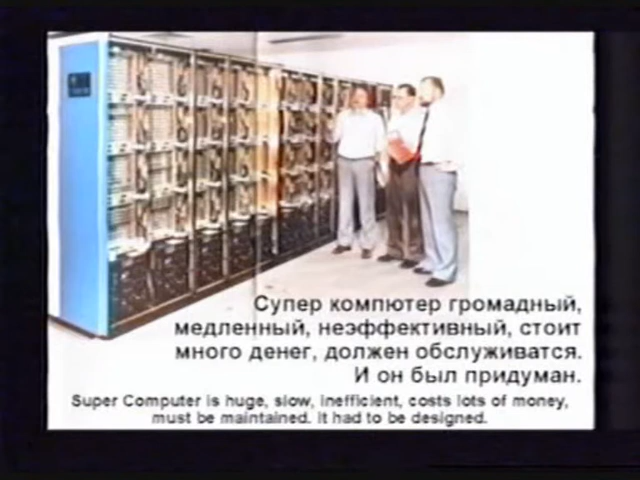 Супер компютер громадный,
медленный, неэффективный, стоит
много денег, должен обслуживатся.
И он был придуман.
Super Computer is huge, slow, inefficient, costs lots of money,
must be maintained. It had to be designed.